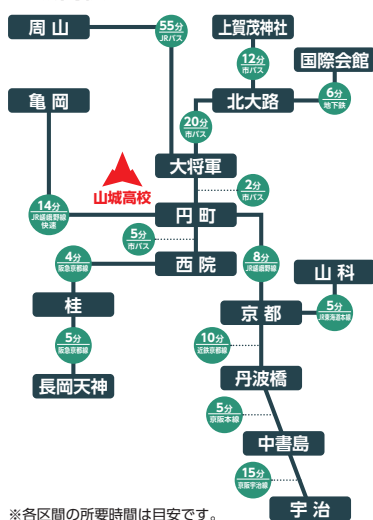 周山
55分
JRバス
上賀茂神社
12分
市バス
国際会館
亀岡
北大路
6分
地下鉄
20分
市バス
大将軍
山城高校
2分
市バス
14分
JR嵯峨野線
快速
円町
5分
市バス
4分
阪急京都線
西院
8分
JR嵯峨野線
山科
桂
京都
5分
JR東海道本線
5分
阪急京都線
10分
近鉄京都線
長岡天神
丹波橋
5分
京阪本線
中書島
15分
京阪宇治線
宇治
※各区間の所要時間は目安です。